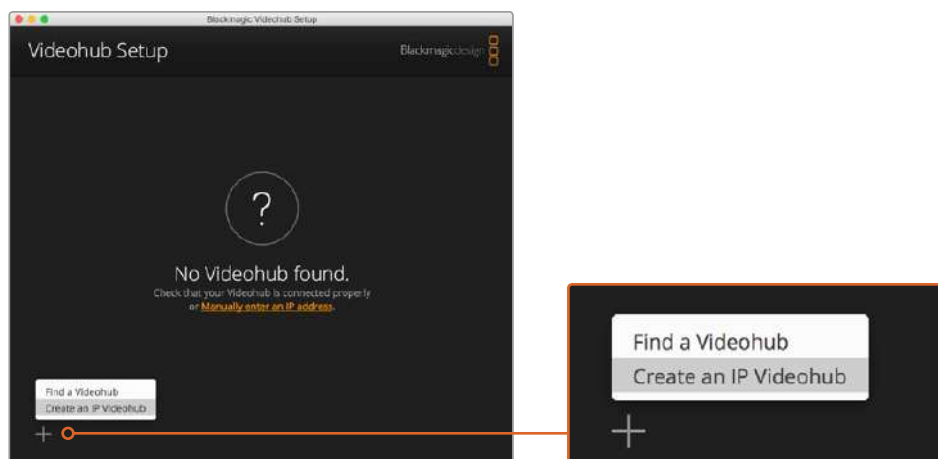 Blackmagic Videohub Setup
Videohub Setup
Blackmagicdesign
?
No Videohub found.
Check that your Videohub is connected properly
or Manually enter an IP address.
Find a Videohub
Create an IP Videohub
+
Find a Videohub
Create an IP Videohub
+